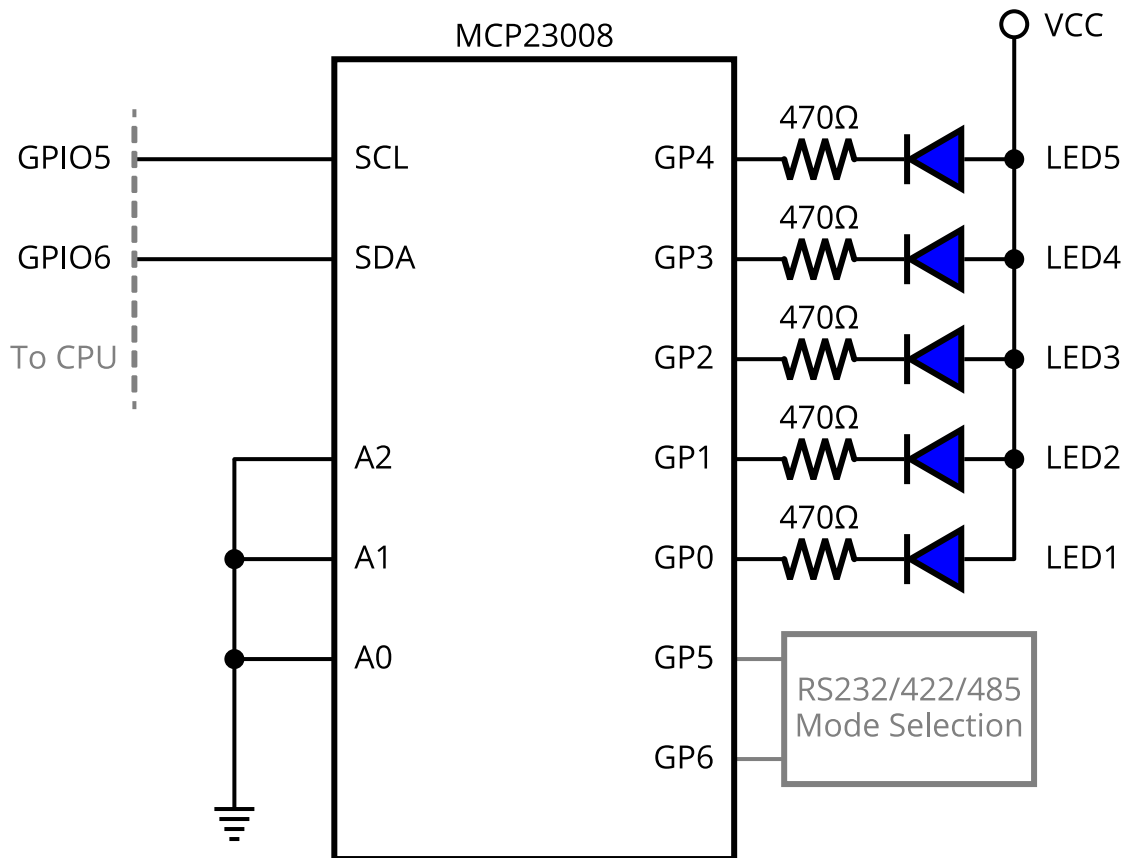 MCP23008
VCC
GPIO5
SCL
GP4
470Ω
LED5
GPIO6
SDA
GP3
470Ω
LED4
To CPU
GP2
470Ω
LED3
A2
GP1
470Ω
LED2
A1
GP0
470Ω
LED1
A0
GP5
RS232/422/485
Mode Selection
GP6